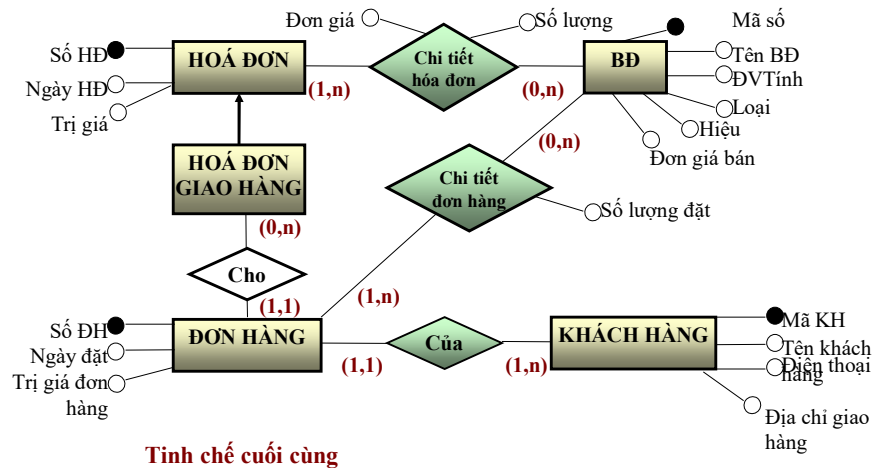 Đơn giá
Số lượng
Mã số
Số HĐ
HOÁ ĐƠN
Chi tiết
hóa đơn
BĐ
Tên BĐ
ĐVTính
Ngày HĐ
(1,n)
(0,n)
Loại
Trị giá
Hiệu
(0,n)
Đơn giá bán
HOÁ ĐƠN
GIAO HÀNG
Chi tiết
đơn hàng
Số lượng đặt
(0,n)
Cho
(1,1)
(1,n)
Số ĐH
ĐƠN HÀNG
Của
KHÁCH HÀNG
Mã KH
Ngày đặt
Tên khách
hàng
Điện thoại
(1,1)
(1,n)
Trị giá đơn
hàng
Địa chỉ giao
hàng
Tinh chế cuối cùng